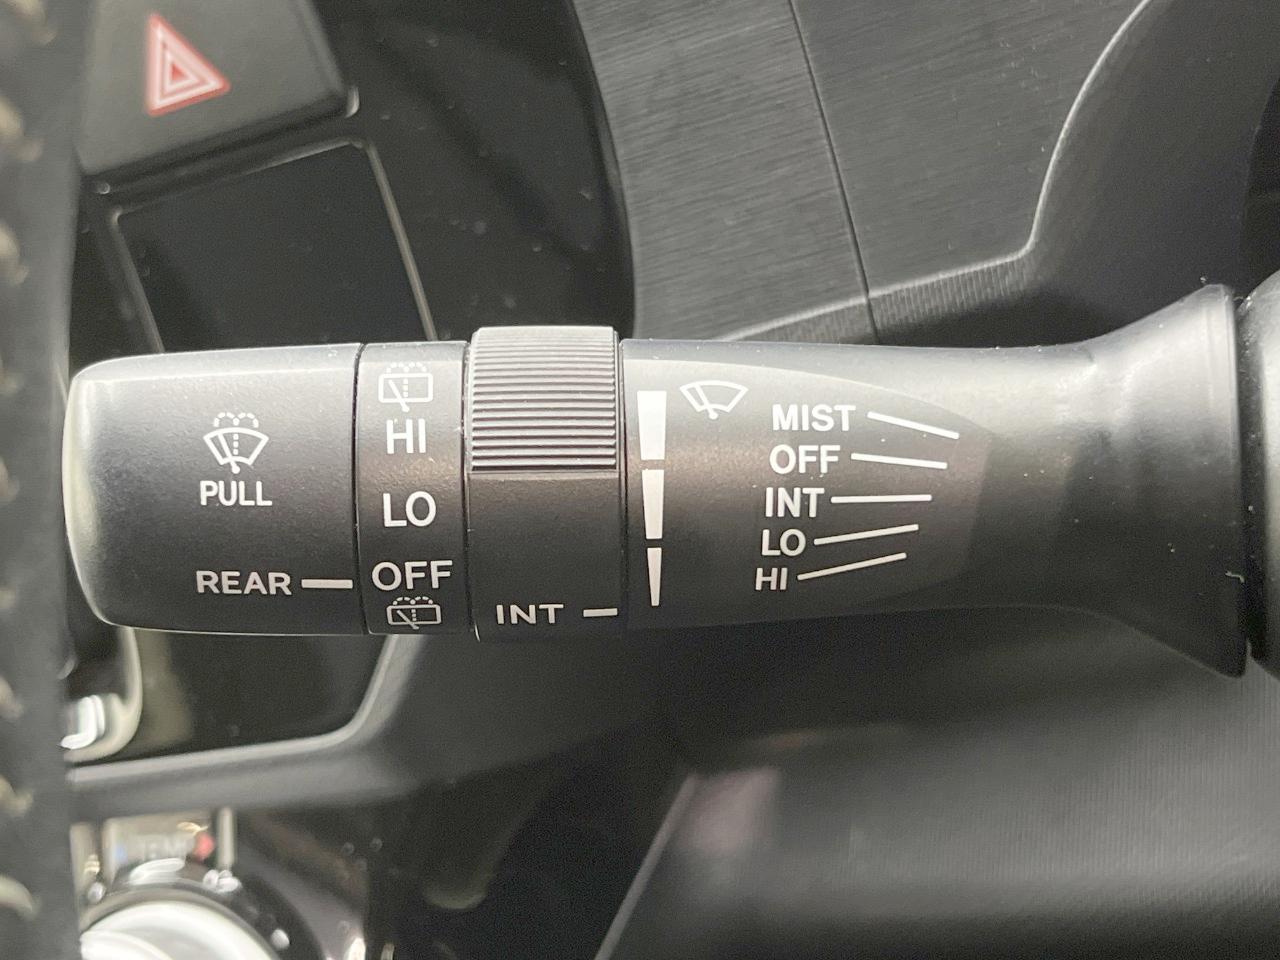 PULL
REAR
HI
LO
OFF
INT
MIST
OFF
INT
LO
HI